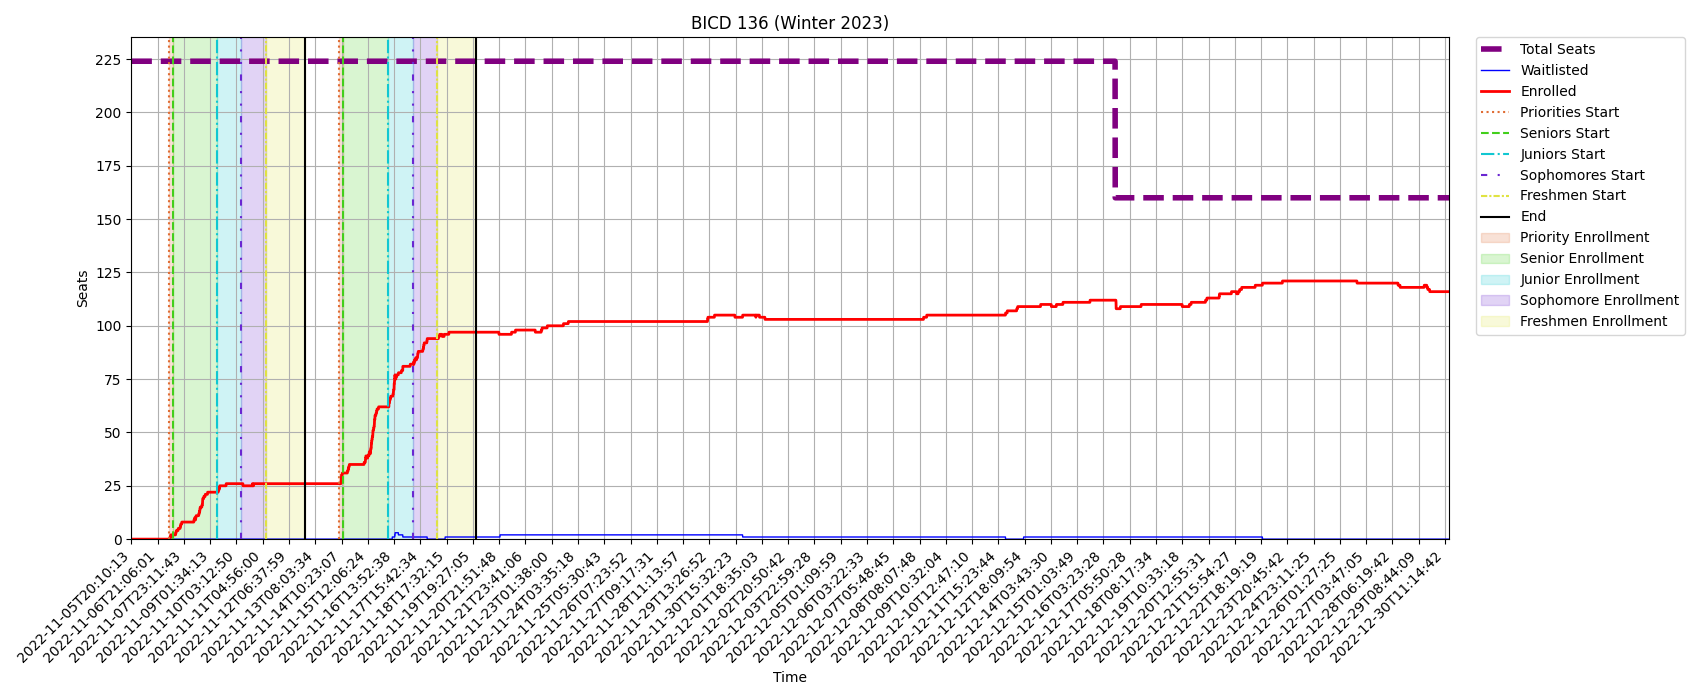 BICD 136 (Winter 2023)
Seats
225
200
175
150
125
100
75
50
25
0
2022-11-05T20:10:13
2022-11-06T21:06:01
2022-11-07T23:11:43
2022-11-09T01:34:13
2022-11-10T03:12:50
2022-11-11T04:56:00
2022-11-12T06:37:59
2022-11-13T08:03:34
2022-11-14T10:23:07
2022-11-15T12:06:24
2022-11-16T13:52:38
2022-11-17T15:42:34
2022-11-18T17:32:15
2022-11-19T19:27:05
2022-11-20T21:51:48
2022-11-21T23:41:06
2022-11-23T01:38:00
2022-11-24T03:35:18
2022-11-25T05:30:43
2022-11-26T07:23:52
2022-11-27T09:17:31
2022-11-28T11:13:57
2022-11-29T13:26:52
2022-11-30T15:32:23
2022-12-01T18:35:03
2022-12-02T20:50:42
2022-12-03T22:59:28
2022-12-05T01:09:59
2022-12-06T03:22:33
2022-12-07T05:48:45
2022-12-08T08:07:48
2022-12-09T10:32:04
2022-12-10T12:47:10
2022-12-11T15:23:44
2022-12-12T18:09:54
2022-12-14T03:43:30
2022-12-15T01:03:49
2022-12-16T03:23:28
2022-12-17T05:50:28
2022-12-18T08:17:34
2022-12-19T10:33:18
2022-12-20T12:55:31
2022-12-21T15:54:27
2022-12-22T18:19:19
2022-12-23T20:45:42
2022-12-24T23:11:25
2022-12-26T01:27:25
2022-12-27T03:47:05
2022-12-28T06:19:42
2022-12-29T08:44:09
2022-12-30T11:14:42
Time
Total Seats
Waitlisted
Enrolled
Priorities Start
Seniors Start
Juniors Start
Sophomores Start
Freshmen Start
End
Priority Enrollment
Senior Enrollment
Junior Enrollment
Sophomore Enrollment
Freshmen Enrollment